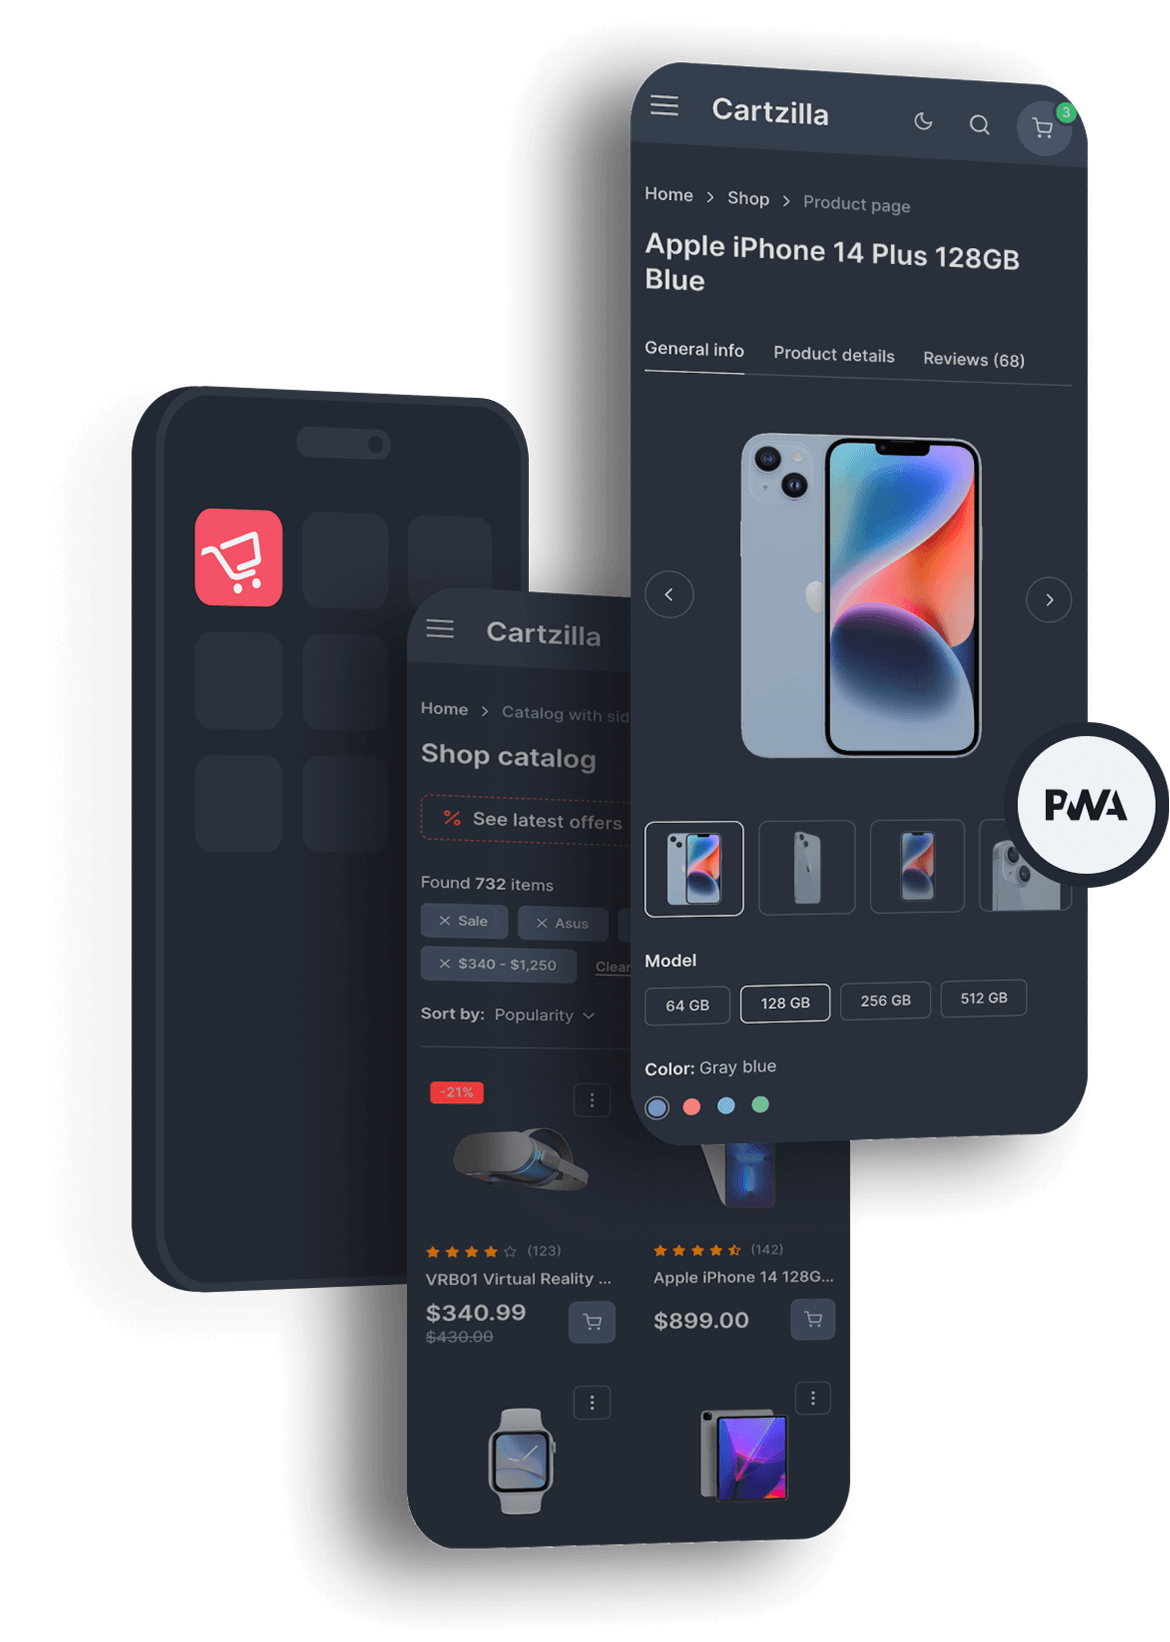 Cartzilla
3
Home > Shop > Product page
Apple iPhone 14 Plus 128GB
Blue
General info
Product details
Reviews (68)
PWA
Model
64 GB
128 GB
256 GB
512 GB
Color: Gray blue
Cartzilla
Home > Catalog with sid
Shop catalog
% See latest offers
Found 732 items
× Sale
× Asus
× $340 - $1,250
Clear
Sort by: Popularity
-21%
(123)
VRB01 Virtual Reality ...
$340.99
$430.00
(142)
Apple iPhone 14 128G...
$899.00